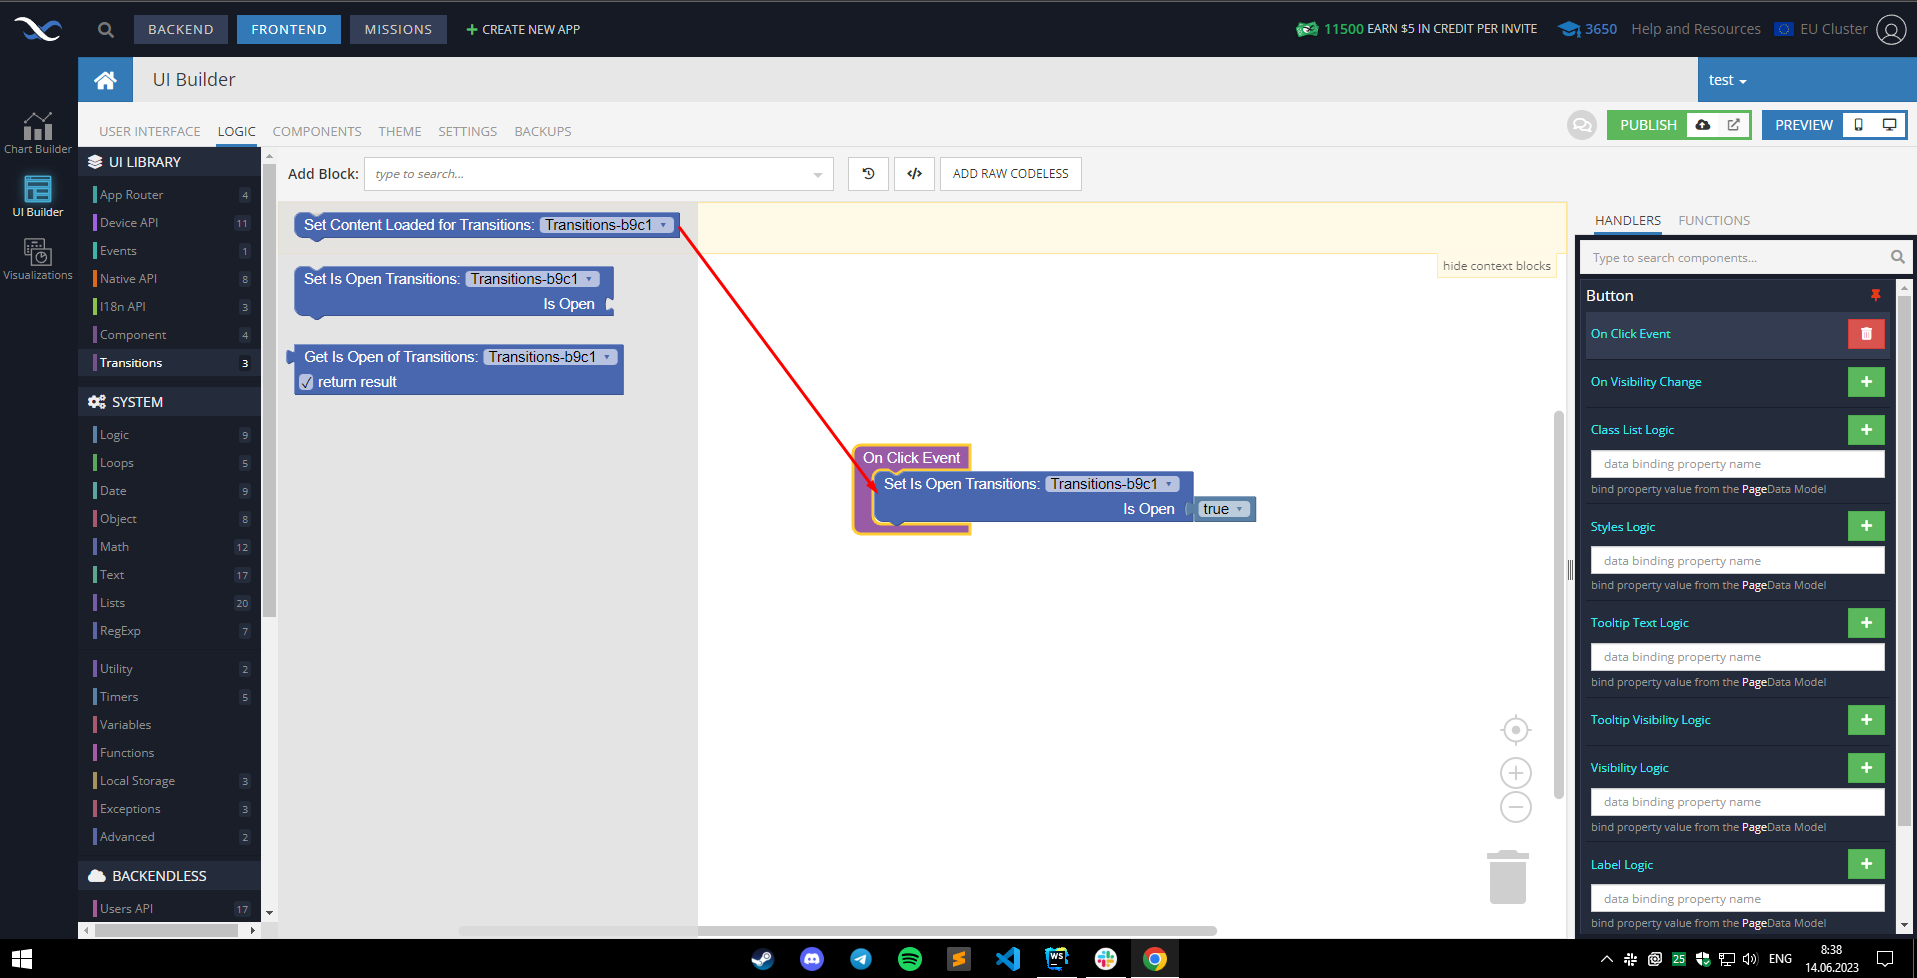 BACKEND
FRONTEND
MISSIONS
CREATE NEW APP
11500 EARN $5 IN CREDIT PER INVITE
3650
Help and Resources
EU Cluster
UI Builder
test
USER INTERFACE
LOGIC
COMPONENTS
THEME
SETTINGS
BACKUPS
PUBLISH
PREVIEW
Chart Builder
UI Builder
Visualizations
UI LIBRARY
App Router 4
Device API 11
Events 1
Native API 8
I18n API 3
Component 4
Transitions 3
SYSTEM
Logic 9
Loops 5
Date 9
Object 8
Math 12
Text 17
Lists 20
RegExp 7
Utility 2
Timers 5
Variables
Functions
Local Storage 3
Exceptions 3
Advanced 2
BACKENDLESS
Users API 17
Add Block:
type to search...
ADD RAW CODELESS
Set Content Loaded for Transitions: Transitions-b9c1
Set Is Open Transitions: Transitions-b9c1
Is Open
Get Is Open of Transitions: Transitions-b9c1
return result
hide context blocks
On Click Event
Set Is Open Transitions: Transitions-b9c1
Is Open true
HANDLERS
FUNCTIONS
Type to search components...
Button
On Click Event
On Visibility Change
Class List Logic
data binding property name
bind property value from the PageData Model
Styles Logic
data binding property name
bind property value from the PageData Model
Tooltip Text Logic
data binding property name
bind property value from the PageData Model
Tooltip Visibility Logic
Visibility Logic
data binding property name
bind property value from the PageData Model
Label Logic
data binding property name
bind property value from the PageData Model
WS
25
ENG
8:38
14.06.2023